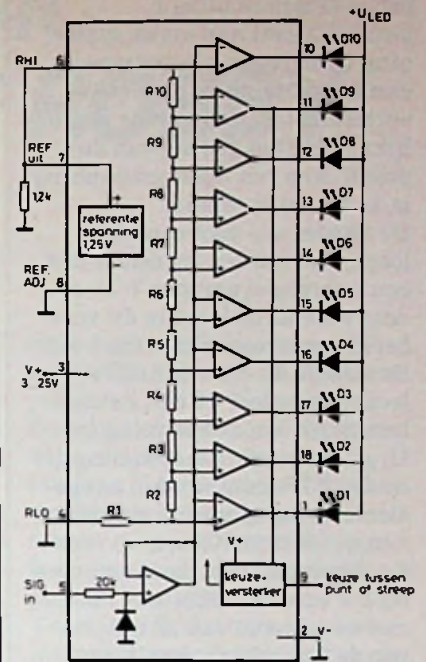 +ULED
10 D10
RHI 6
R10
11 D9
R9
REF uit 7
12 D8
1,2k
+
R8
13 D7
referentie
spanning
1,25 V
R7
14 D6
REF. ADJ 8
R6
15 D5
R5
V+ 3
3...25V
16 D4
R4
17 D3
R3
18 D2
R2
RLO 4
R1
1 D1
V+
SIG in 5
20k
keuze-
versterker
9 keuze tussen
punt of streep
2 V-